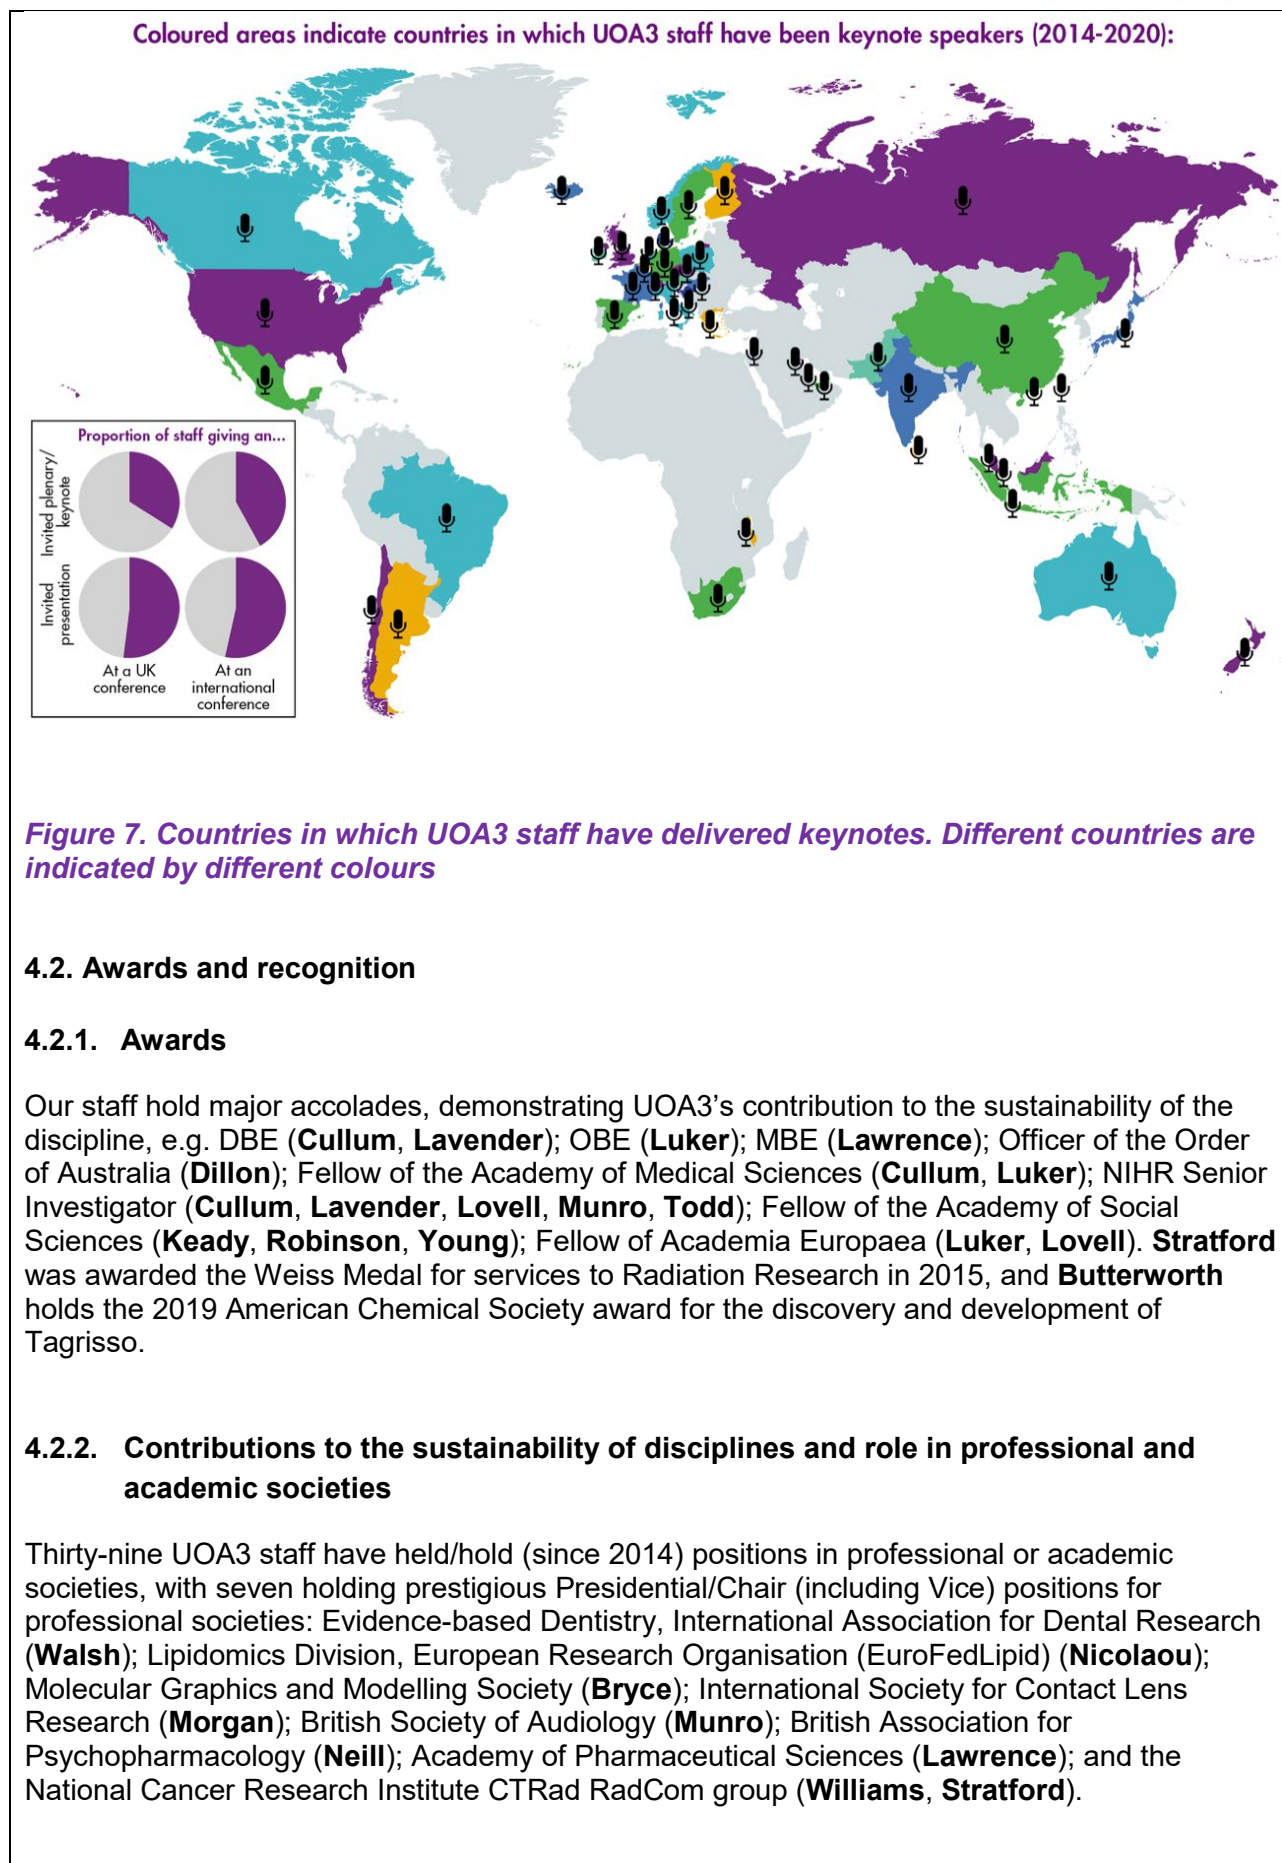 Coloured areas indicate countries in which UOA3 staff have been keynote speakers (2014-2020):
Proportion of staff giving an...
Invited plenary/
keynote
Invited
presentation
At a UK
conference
At an
international
conference
Figure 7. Countries in which UOA3 staff have delivered keynotes. Different countries are
indicated by different colours
4.2. Awards and recognition
4.2.1. Awards
Our staff hold major accolades, demonstrating UOA3’s contribution to the sustainability of the
discipline, e.g. DBE (Cullum, Lavender); OBE (Luker); MBE (Lawrence); Officer of the Order
of Australia (Dillon); Fellow of the Academy of Medical Sciences (Cullum, Luker); NIHR Senior
Investigator (Cullum, Lavender, Lovell, Munro, Todd); Fellow of the Academy of Social
Sciences (Keady, Robinson, Young); Fellow of Academia Europaea (Luker, Lovell). Stratford
was awarded the Weiss Medal for services to Radiation Research in 2015, and Butterworth
holds the 2019 American Chemical Society award for the discovery and development of
Tagrisso.
4.2.2. Contributions to the sustainability of disciplines and role in professional and
academic societies
Thirty-nine UOA3 staff have held/hold (since 2014) positions in professional or academic
societies, with seven holding prestigious Presidential/Chair (including Vice) positions for
professional societies: Evidence-based Dentistry, International Association for Dental Research
(Walsh); Lipidomics Division, European Research Organisation (EuroFedLipid) (Nicolaou);
Molecular Graphics and Modelling Society (Bryce); International Society for Contact Lens
Research (Morgan); British Society of Audiology (Munro); British Association for
Psychopharmacology (Neill); Academy of Pharmaceutical Sciences (Lawrence); and the
National Cancer Research Institute CTRad RadCom group (Williams, Stratford).